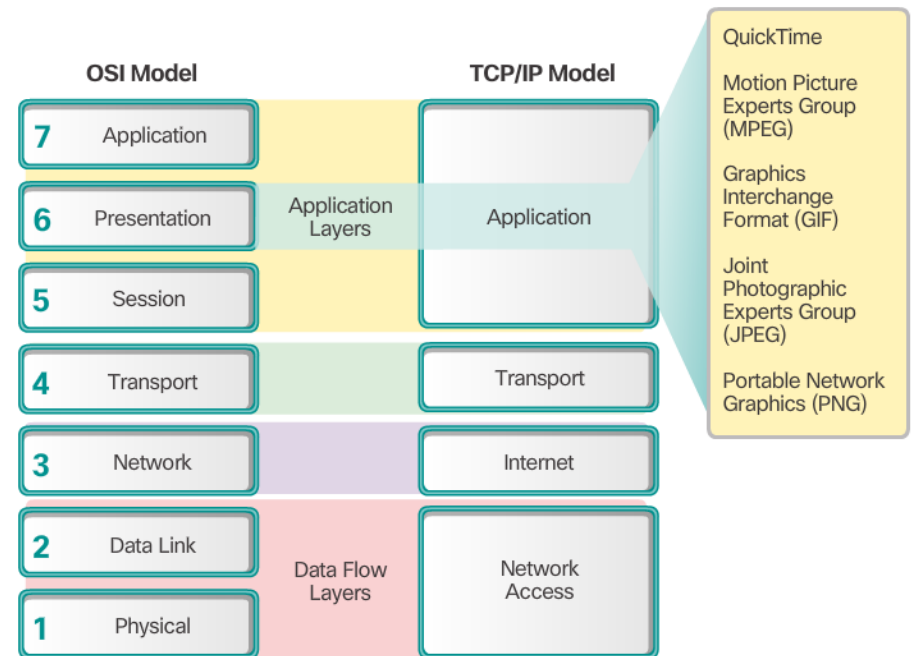 OSI Model
TCP/IP Model
7 Application
6 Presentation
5 Session
4 Transport
3 Network
2 Data Link
1 Physical
Application
Layers
Data Flow
Layers
Application
Transport
Internet
Network
Access
QuickTime
Motion Picture
Experts Group
(MPEG)
Graphics
Interchange
Format (GIF)
Joint
Photographic
Experts Group
(JPEG)
Portable Network
Graphics (PNG)